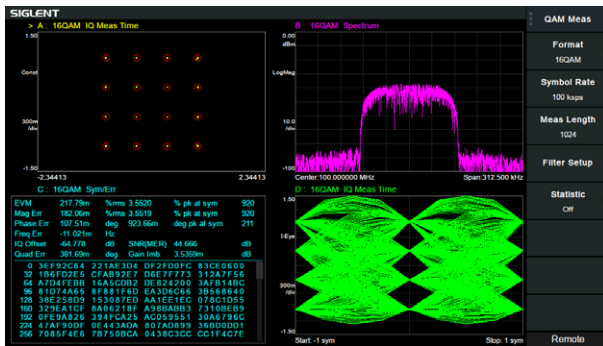 SIGLENT
> A : 16QAM IQ Meas Time
1.50
Const
300m
/div
-1.50
-2.34413
2.34413
B : 16QAM Spectrum
0.00
dBm
LogMag
10.0
/div
-100
Center:100.000000 MHz
Span:312.500 kHz
C : 16QAM Sym/Err
EVM 217.79m %rms 3.5520 % pk at sym 920
Mag Err 182.06m %rms 3.5519 % pk at sym 920
Phase Err 107.51m deg 923.66m deg pk at sym 211
Freq Err -11.021m Hz
IQ Offset -64.778 dB SNR(MER) 44.666 dB
Quad Err 381.69m deg Gain Imb 3.5369m dB
0 3EF92C64 221AE3D4 DF2FD0FC 83CE0600
32 1B6FD2E5 CFAB92E7 D6E7F773 312A7F56
64 A7D4FEBB 16A5CDB2 DE824200 3AFB14BC
96 81D74A65 8F881F6D EA3D6C66 3B568640
128 38E258D9 153087ED AA1EE1EC 078C1D55
160 329EA1CF 8A06218F A98BABB3 7310BEB9
192 0FE9A826 394FCA25 AC059551 30A6796C
224 47AF90DF 0E443ADA 807AD899 36BD0DD1
256 7085F4E6 7B750BCA 0438C3CC CC1F4C7E
D : 16QAM IQ Meas Time
1.50
I-Eye
300m
/div
-1.50
Start:-1 sym
Stop: 1 sym
QAM Meas
Format
16QAM
Symbol Rate
100 ksps
Meas Length
1024
Filter Setup
Statistic
Off
Remote